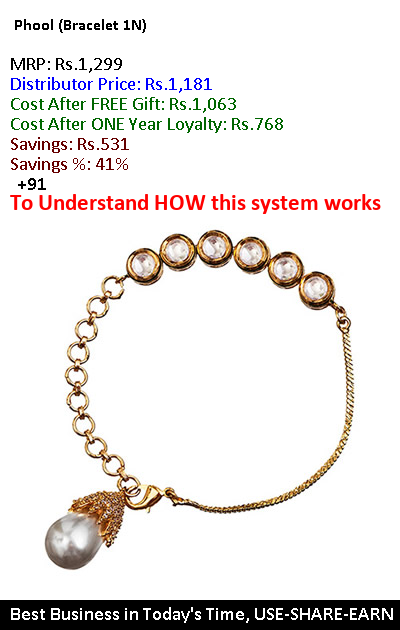 Phool (Bracelet 1N)
MRP: Rs.1,299
Distributor Price: Rs.1,181
Cost After FREE Gift: Rs.1,063
Cost After ONE Year Loyalty: Rs.768
Savings: Rs.531
Savings %: 41%
+91
To Understand HOW this system works
Best Business in Today's Time, USE-SHARE-EARN